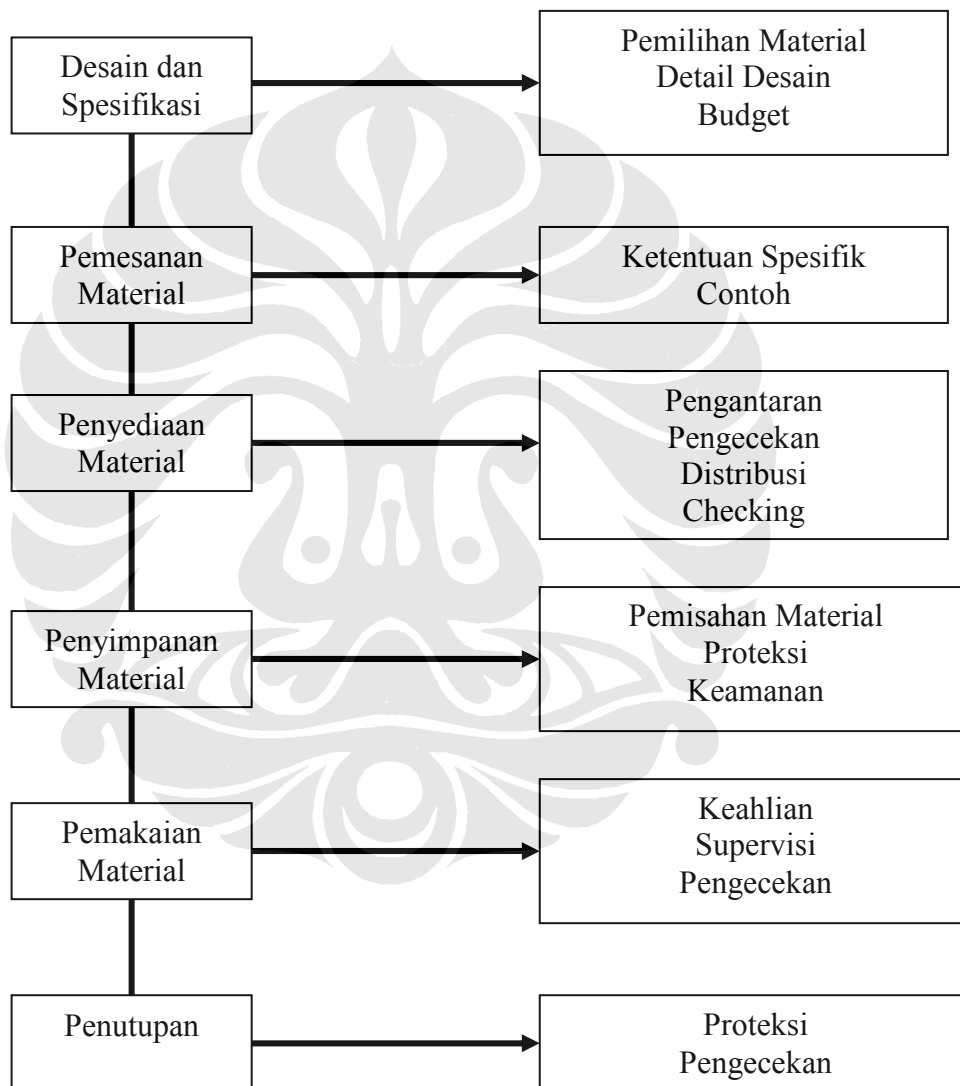 Desain dan
Spesifikasi
Pemilihan Material
Detail Desain
Budget
Pemesanan
Material
Ketentuan Spesifik
Contoh
Penyediaan
Material
Pengantaran
Pengecekan
Distribusi
Checking
Penyimpanan
Material
Pemisahan Material
Proteksi
Keamanan
Pemakaian
Material
Keahlian
Supervisi
Pengecekan
Penutupan
Proteksi
Pengecekan